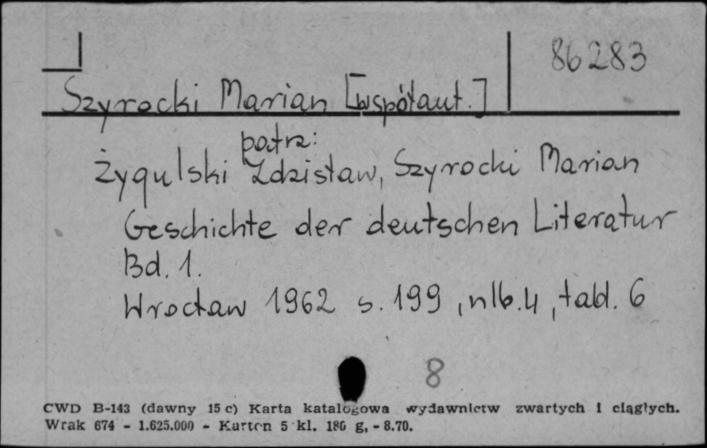 86283
Szyrocki Marian [współaut.]
patrz:
Żygulski Zdzisław, Szyrocki Marian
Geschichte der deutschen Literatur
Bd. 1.
Wrocław 1962 s. 199, nlb. 4, tabl. 6
8
CWD B-143 (dawny 15 c) Karta katalogowa wydawnictw zwartych i ciągłych.
Wrak 674 - 1.625.000 - Karton 5 kl. 180 g, - 8.70.